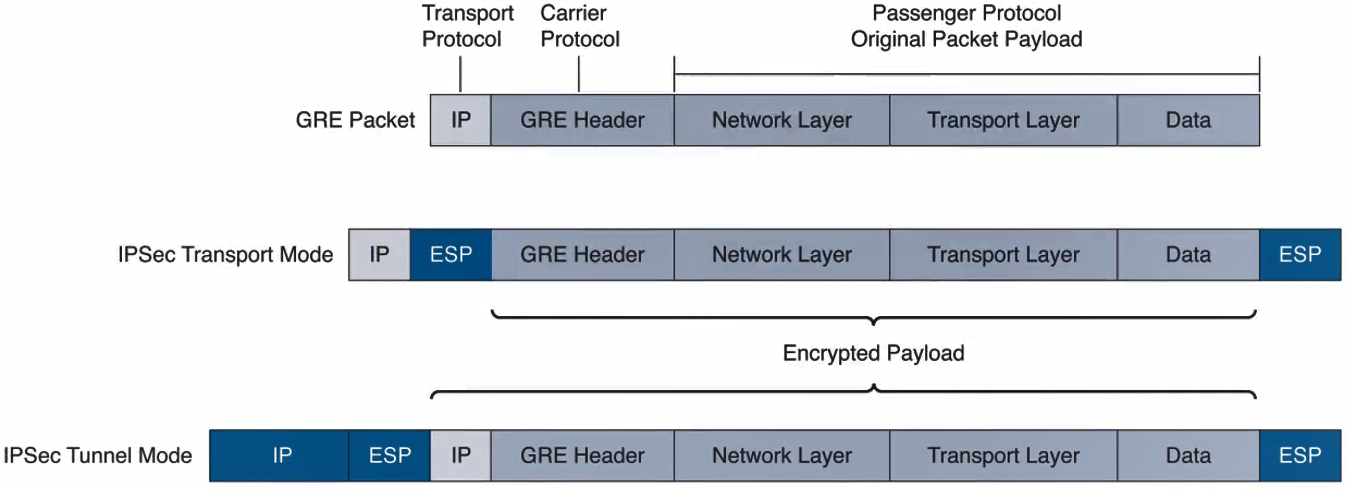 Transport Protocol
Carrier Protocol
Passenger Protocol
Original Packet Payload
GRE Packet
IP
GRE Header
Network Layer
Transport Layer
Data
IPSec Transport Mode
IP
ESP
GRE Header
Network Layer
Transport Layer
Data
ESP
Encrypted Payload
IPSec Tunnel Mode
IP
ESP
IP
GRE Header
Network Layer
Transport Layer
Data
ESP